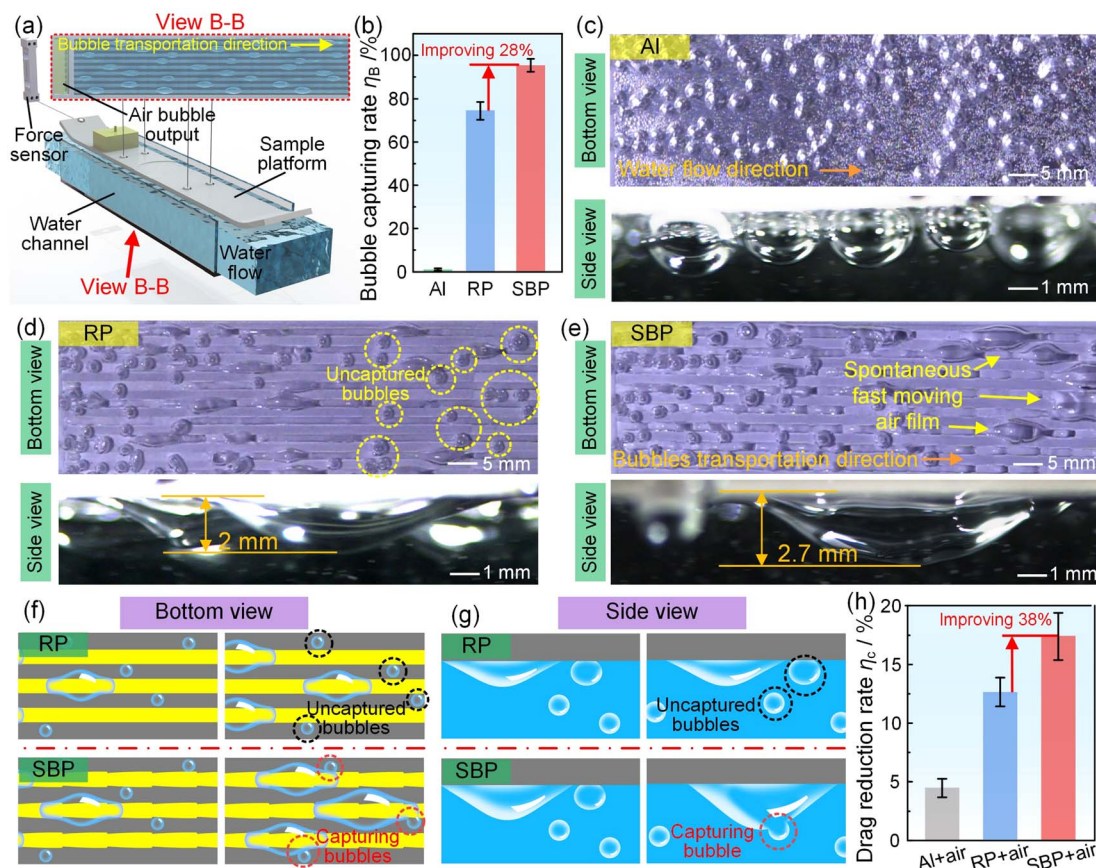 (a)
View B-B
Bubble transportation direction
Air bubble
output
Force
sensor
Sample
platform
Water
channel
Water
flow
View B-B
(b)
Bubble capturing rate ηB /%
100
80
60
40
20
0
Improving 28%
Al
RP
SBP
(c)
Al
Bottom view
Water flow direction
5 mm
Side view
1 mm
(d)
RP
Bottom view
Uncaptured
bubbles
5 mm
Side view
2 mm
1 mm
(e)
SBP
Bottom view
Spontaneous
fast moving
air film
Bubbles transportation direction
5 mm
Side view
2.7 mm
1 mm
(f)
Bottom view
RP
Uncaptured
bubbles
SBP
Capturing
bubbles
(g)
Side view
RP
Uncaptured
bubbles
SBP
Capturing
bubble
(h)
Drag reduction rate ηc / %
20
15
10
5
0
Improving 38%
Al+air
RP+air
SBP+air